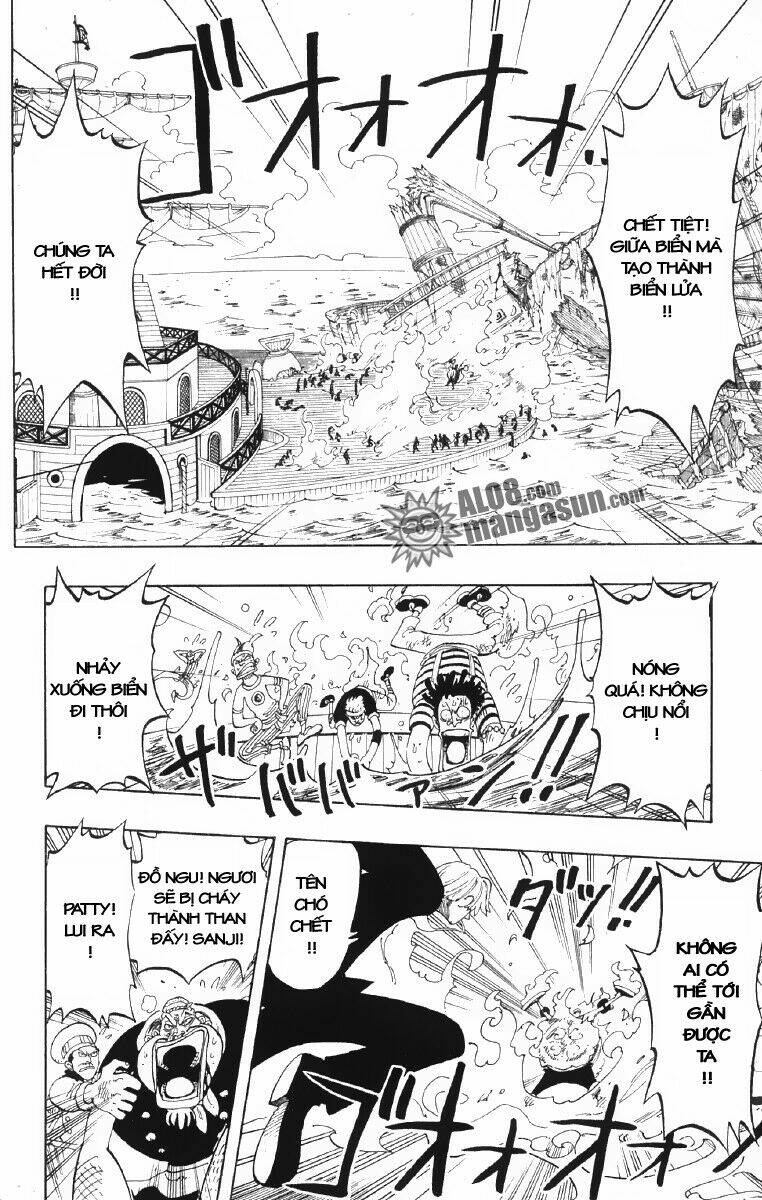 ゴオオオオ...
CHẾT TIỆT!
GIỮA BIỂN MÀ
TẠO THÀNH
BIỂN LỬA
!!
CHÚNG TA
HẾT ĐỜI
!!
ALO8.com
mangasun.com
NÓNG
QUÁ! KHÔNG
CHỊU NỔI
!
NHẢY
XUỐNG BIỂN
ĐI THÔI
!
ザバババァァン!!
KHÔNG
AI CÓ
THỂ TỚI
GẦN
ĐƯỢC
TA
!!
ダダッ!!
TÊN
CHÓ
CHẾT
!!
ゴオオオオ
ĐỒ NGU! NGƯƠI
SẼ BỊ CHÁY
THÀNH THAN
ĐẤY! SANJI!
PATTY!
LUI RA
!